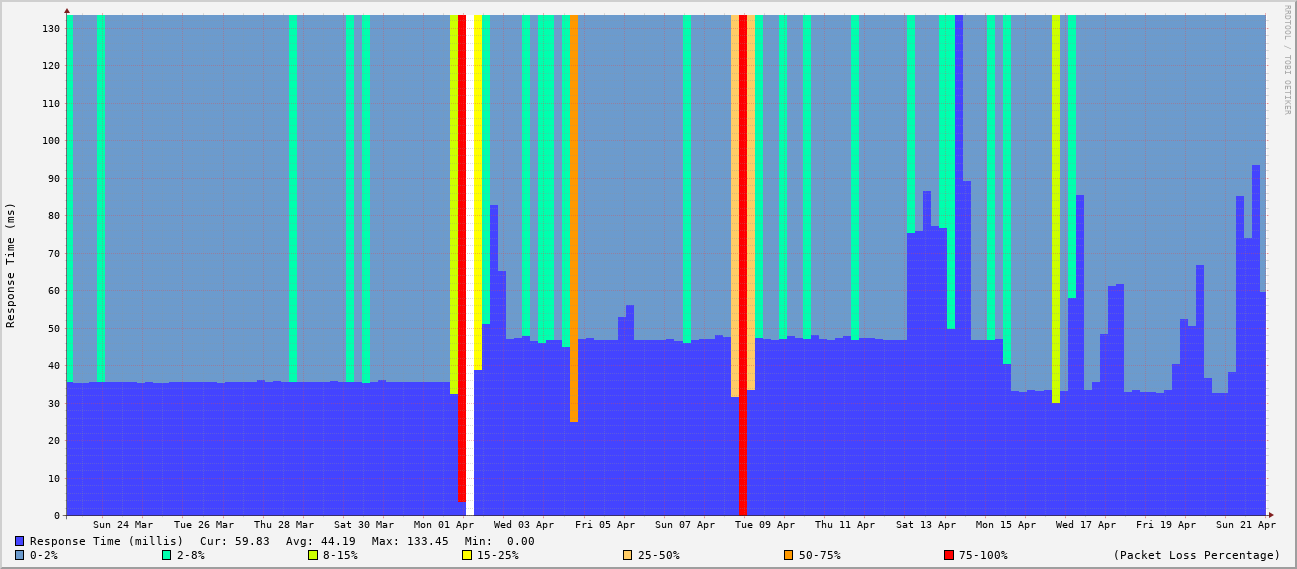 RRDTOOL / TOBI OETIKER
Response Time (ms)
130
120
110
100
90
80
70
60
50
40
30
20
10
0
Sun 24 Mar Tue 26 Mar Thu 28 Mar Sat 30 Mar Mon 01 Apr Wed 03 Apr Fri 05 Apr Sun 07 Apr Tue 09 Apr Thu 11 Apr Sat 13 Apr Mon 15 Apr Wed 17 Apr Fri 19 Apr Sun 21 Apr
Response Time (millis) Cur: 59.83 Avg: 44.19 Max: 133.45 Min: 0.00
0-2% 2-8% 8-15% 15-25% 25-50% 50-75% 75-100% (Packet Loss Percentage)